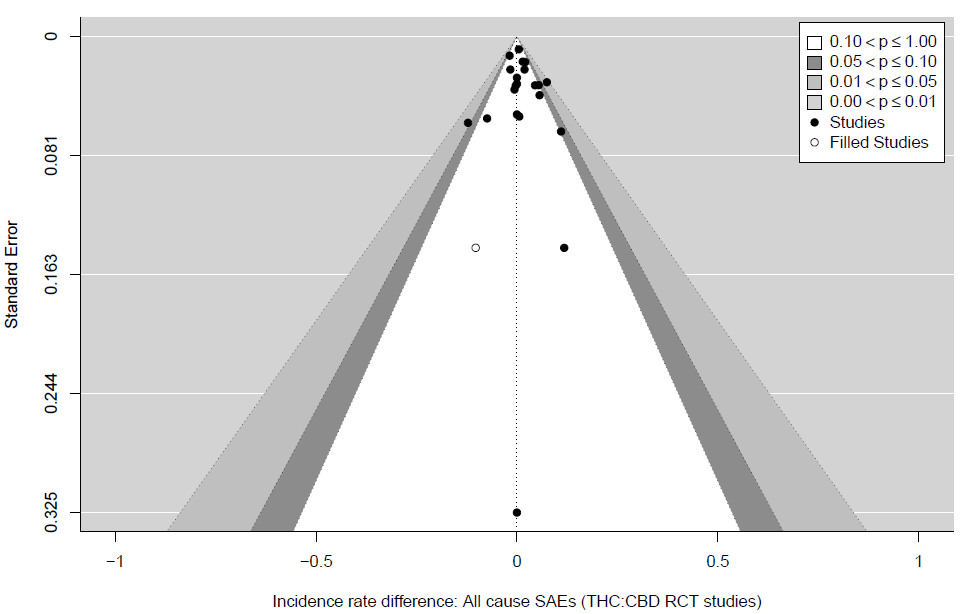 0.10 < p ≤ 1.00
0.05 < p ≤ 0.10
0.01 < p ≤ 0.05
0.00 < p ≤ 0.01
Studies
Filled Studies
Standard Error
0
0.081
0.163
0.244
0.325
−1
−0.5
0
0.5
1
Incidence rate difference: All cause SAEs (THC:CBD RCT studies)